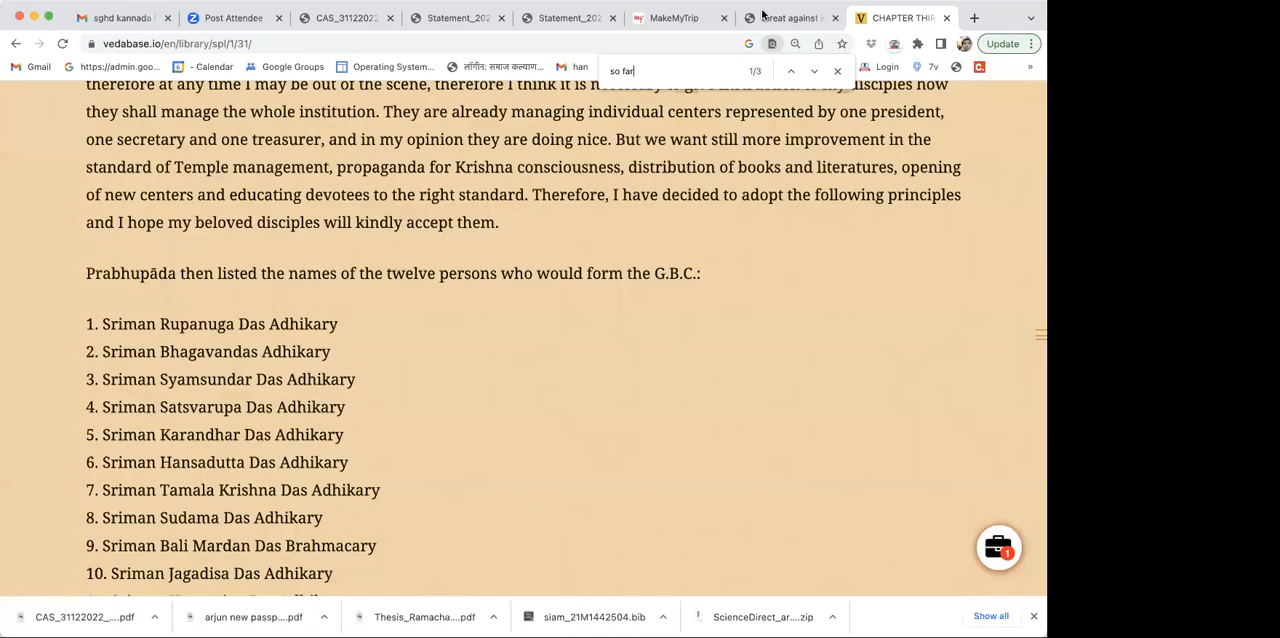 sghd kannada
Post Attendee
CAS_31122022
Statement_202
Statement_202
MakeMyTrip
reat against
CHAPTER THIR
vedabase.io/en/library/spl/1/31/
Update
Gmail
https://admin.goo...
- Calendar
Google Groups
Operating System...
लॉगीन: समाज कल्याण...
han
so far
1/3
Login
7v
»
therefore at any time I may be out of the scene, therefore I think it is
disciples how
they shall manage the whole institution. They are already managing individual centers represented by one president,
one secretary and one treasurer, and in my opinion they are doing nice. But we want still more improvement in the
standard of Temple management, propaganda for Krishna consciousness, distribution of books and literatures, opening
of new centers and educating devotees to the right standard. Therefore, I have decided to adopt the following principles
and I hope my beloved disciples will kindly accept them.
Prabhupāda then listed the names of the twelve persons who would form the G.B.C.:
1. Sriman Rupanuga Das Adhikary
2. Sriman Bhagavandas Adhikary
3. Sriman Syamsundar Das Adhikary
4. Sriman Satsvarupa Das Adhikary
5. Sriman Karandhar Das Adhikary
6. Sriman Hansadutta Das Adhikary
7. Sriman Tamala Krishna Das Adhikary
8. Sriman Sudama Das Adhikary
9. Sriman Bali Mardan Das Brahmacary
10. Sriman Jagadisa Das Adhikary
1
CAS_31122022_....pdf
arjun new passp....pdf
Thesis_Ramacha....pdf
siam_21M1442504.bib
ScienceDirect_ar....zip
Show all